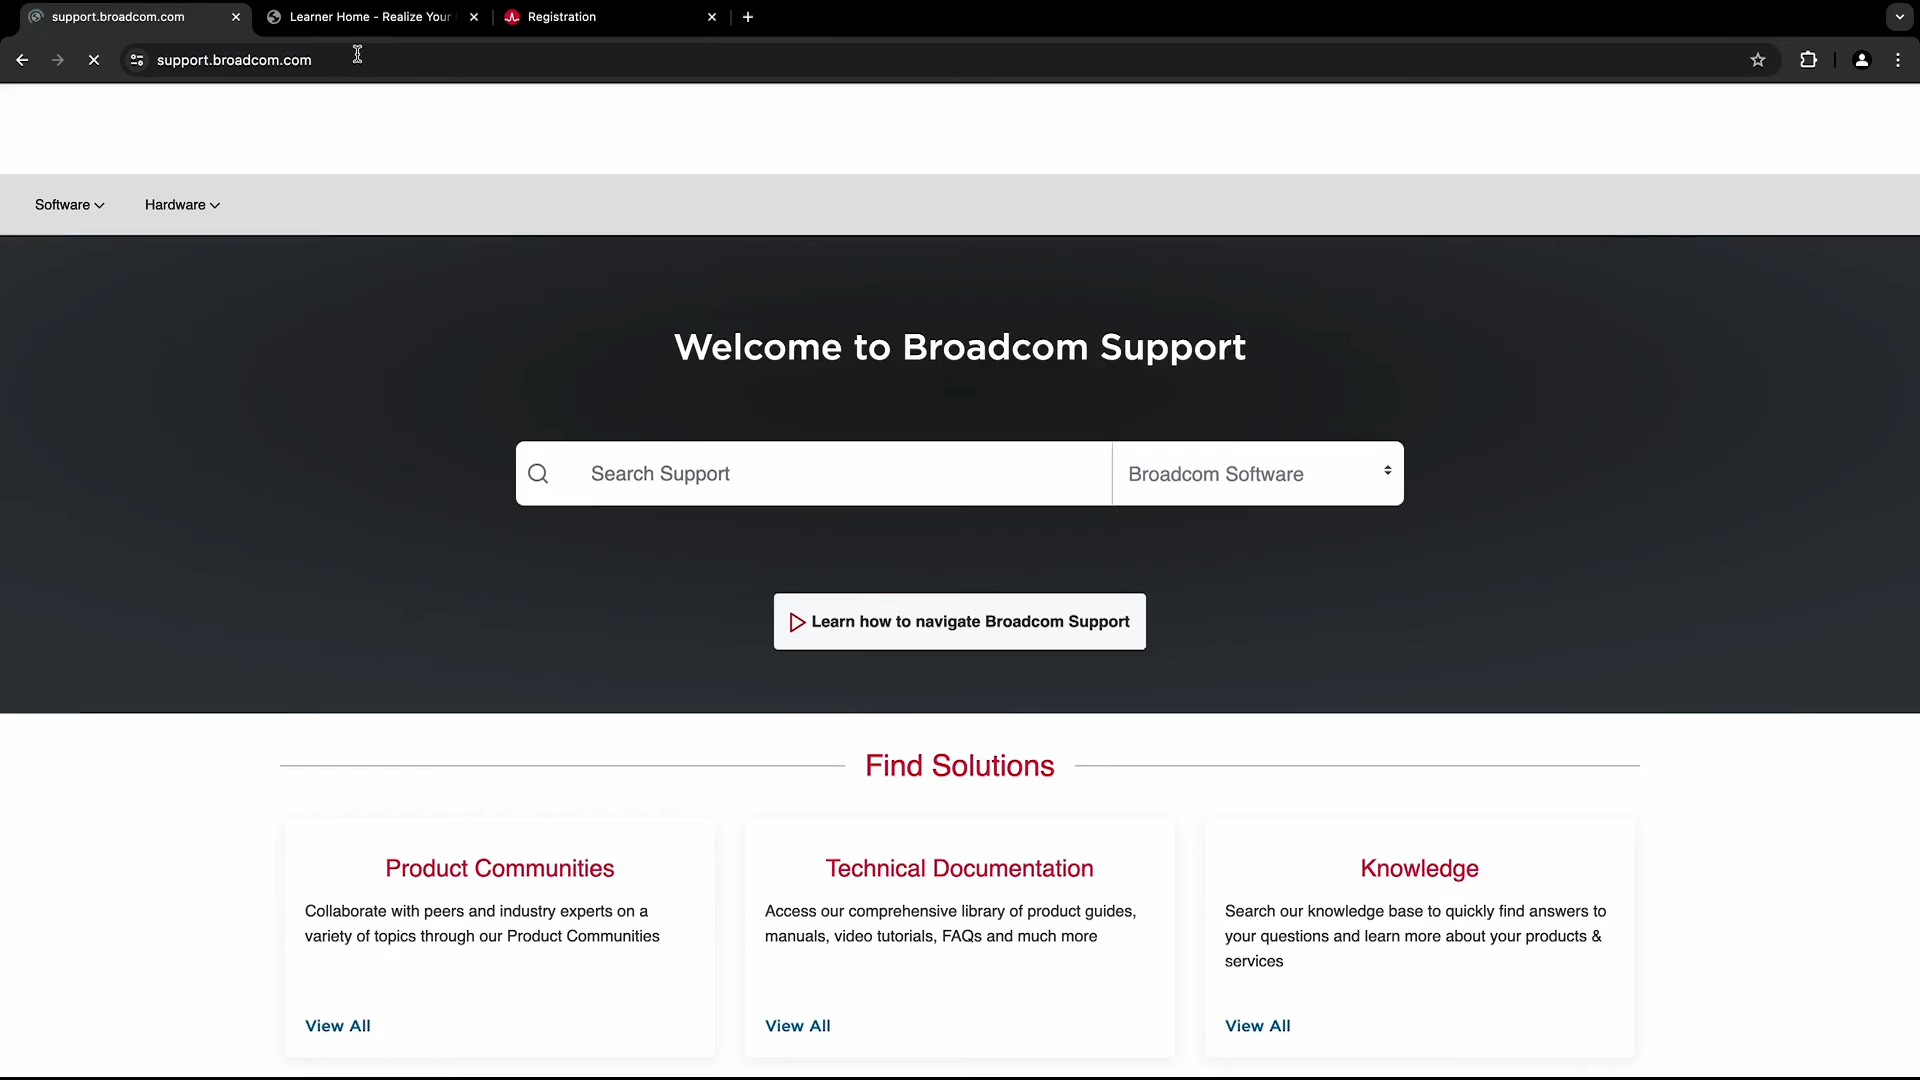 support.broadcom.com
Learner Home - Realize Your
Registration
support.broadcom.com
Software
Hardware
Welcome to Broadcom Support
Search Support
Broadcom Software
Learn how to navigate Broadcom Support
Find Solutions
Product Communities
Collaborate with peers and industry experts on a
variety of topics through our Product Communities
View All
Technical Documentation
Access our comprehensive library of product guides,
manuals, video tutorials, FAQs and much more
View All
Knowledge
Search our knowledge base to quickly find answers to
your questions and learn more about your products &
services
View All